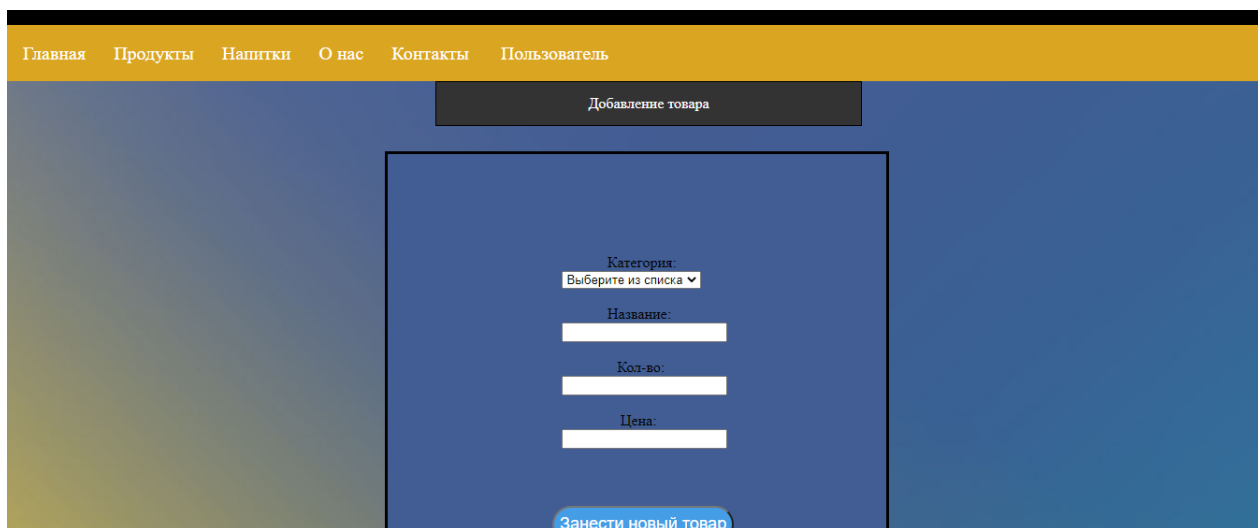 Главная Продукты Напитки О нас Контакты Пользователь
Добавление товара
Категория:
Выберите из списка
Название:
Кол-во:
Цена:
Занести новый товар